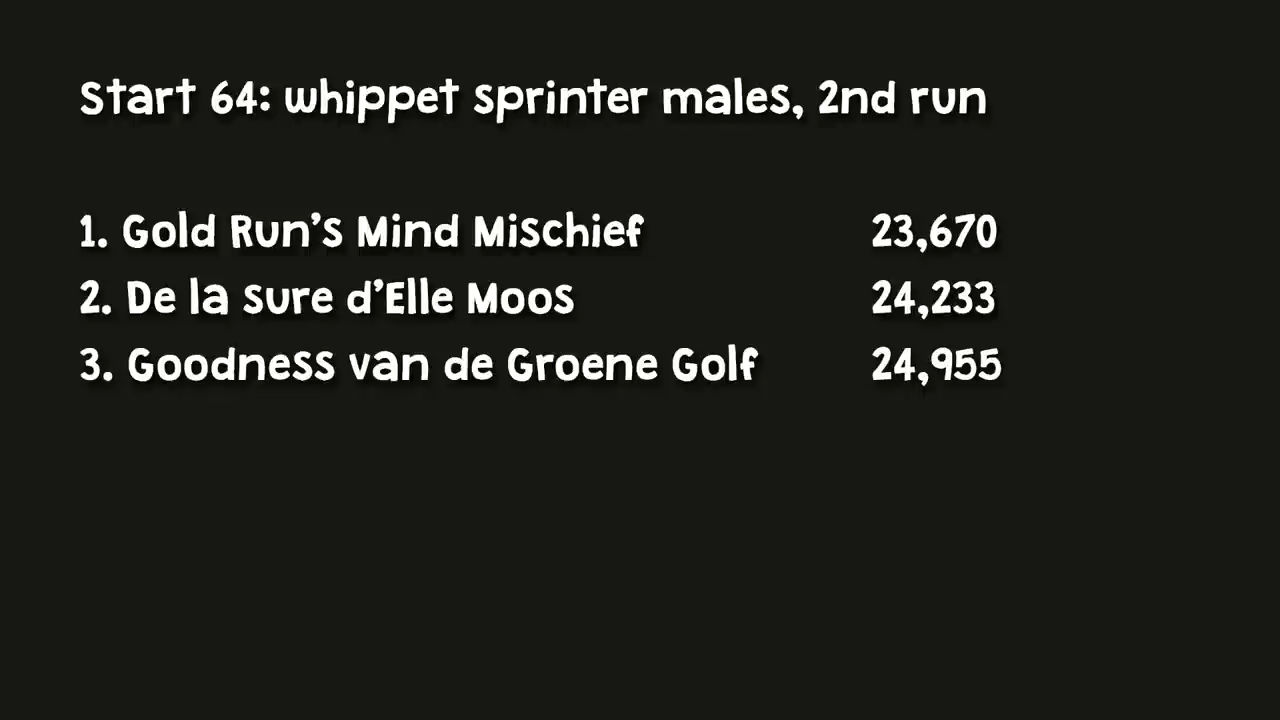 Start 64: whippet sprinter males, 2nd run
1. Gold Run's Mind Mischief 23,670
2. De la sure d'Elle Moos 24,233
3. Goodness van de Groene Golf 24,955